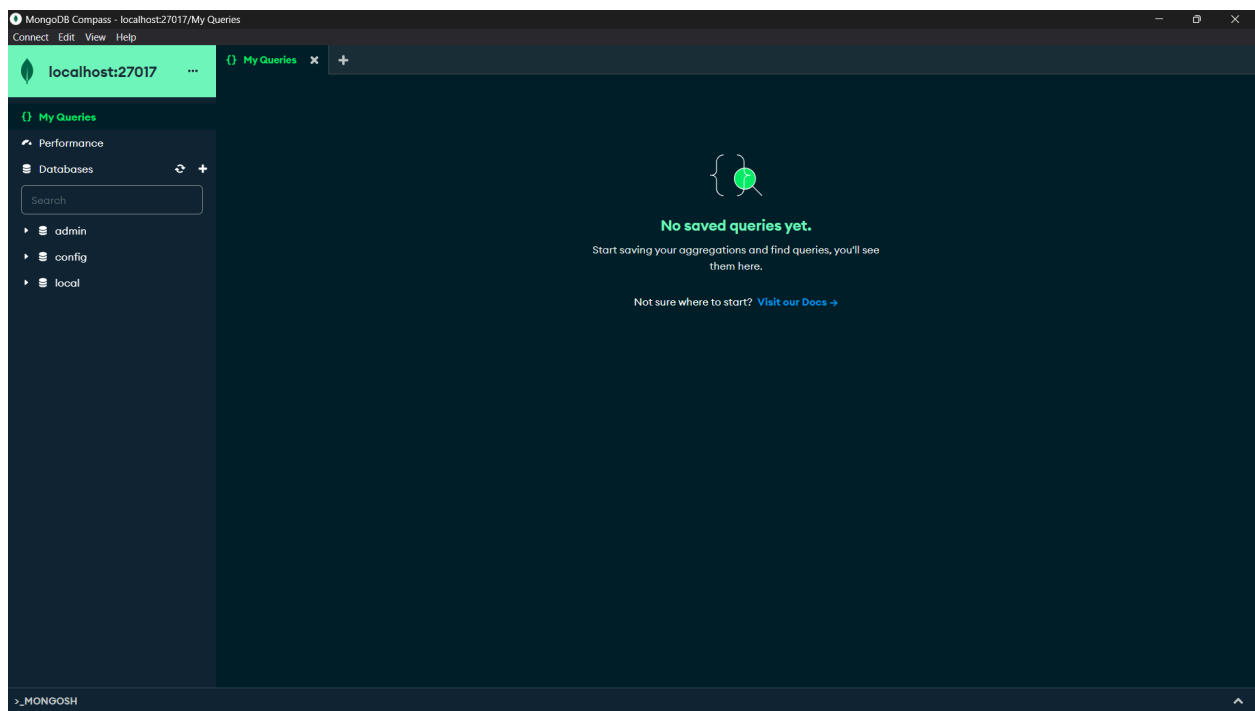 MongoDB Compass - localhost:27017/My Queries
Connect Edit View Help
localhost:27017 ...
{} My Queries
{} My Queries
Performance
Databases
Search
admin
config
local
No saved queries yet.
Start saving your aggregations and find queries, you'll see
them here.
Not sure where to start? Visit our Docs →
>_MONGOSH